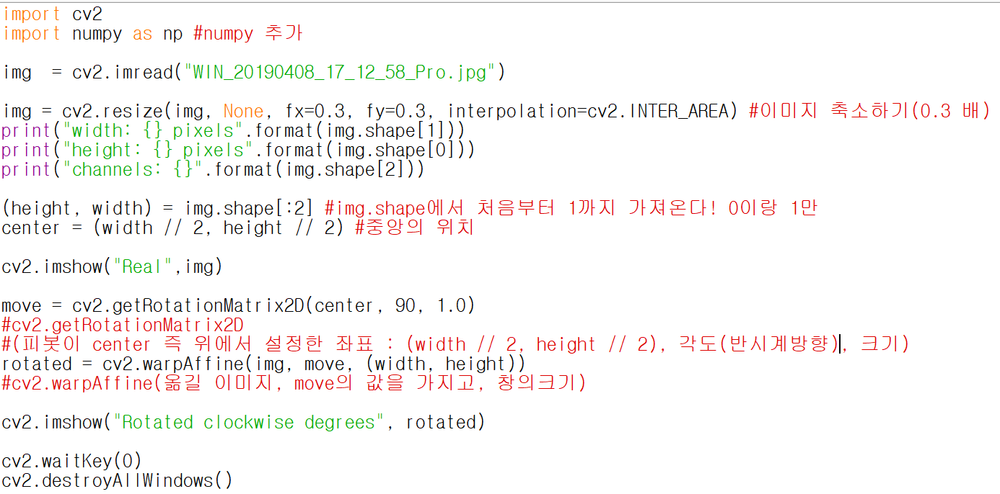 import cv2
import numpy as np #numpy 추가
img  = cv2.imread("WIN_20190408_17_12_58_Pro.jpg")
img = cv2.resize(img, None, fx=0.3, fy=0.3, interpolation=cv2.INTER_AREA) #이미지 축소하기(0.3 배)
print("width: {} pixels".format(img.shape[1]))
print("height: {} pixels".format(img.shape[0]))
print("channels: {}".format(img.shape[2]))
(height, width) = img.shape[:2] #img.shape에서 처음부터 1까지 가져온다! 0이랑 1만
center = (width // 2, height // 2) #중앙의 위치
cv2.imshow("Real",img)
move = cv2.getRotationMatrix2D(center, 90, 1.0)
#cv2.getRotationMatrix2D
#(피봇이 center 즉 위에서 설정한 좌표 : (width // 2, height // 2), 각도(반시계방향), 크기)
rotated = cv2.warpAffine(img, move, (width, height))
#cv2.warpAffine(옮길 이미지, move의 값을 가지고, 창의크기)
cv2.imshow("Rotated clockwise degrees", rotated)
cv2.waitKey(0)
cv2.destroyAllWindows()